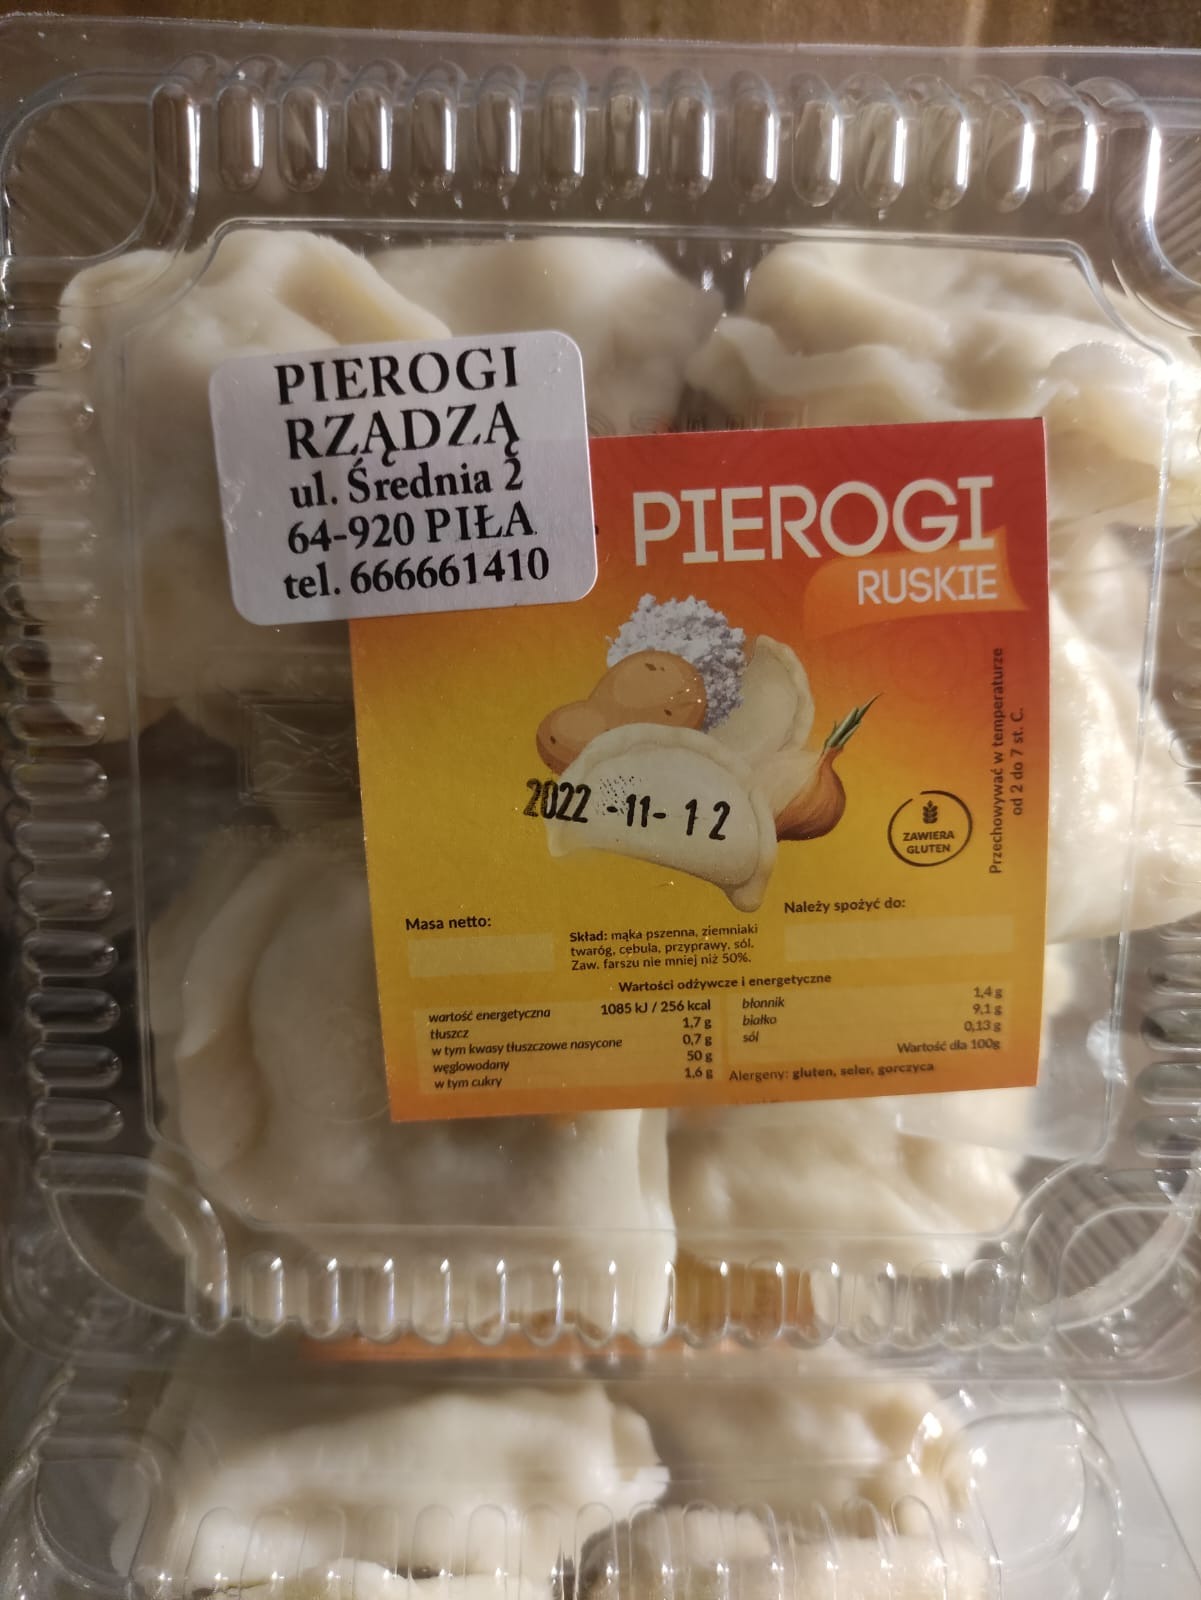 PIEROGI
RZĄDZĄ
ul. Średnia 2
64-920 PIŁA
tel. 666661410
PIEROGI
RUSKIE
Przechowywać w temperaturze
od 2 do 7 st. C.
2022-11-12
ZAWIERA
GLUTEN
Masa netto:
Należy spożyć do:
Skład: mąka pszenna, ziemniaki
twaróg, cebula, przyprawy, sól.
Zaw. farszu nie mniej niż 50%.
Wartości odżywcze i energetyczne
wartość energetyczna 1085 kJ / 256 kcal
tłuszcz 1,7 g
w tym kwasy tłuszczowe nasycone 0,7 g
węglowodany 50 g
w tym cukry 1,6 g
błonnik 1,4 g
białko 9,1 g
sól 0,13 g
Wartość dla 100g
Alergeny: gluten, seler, gorczyca